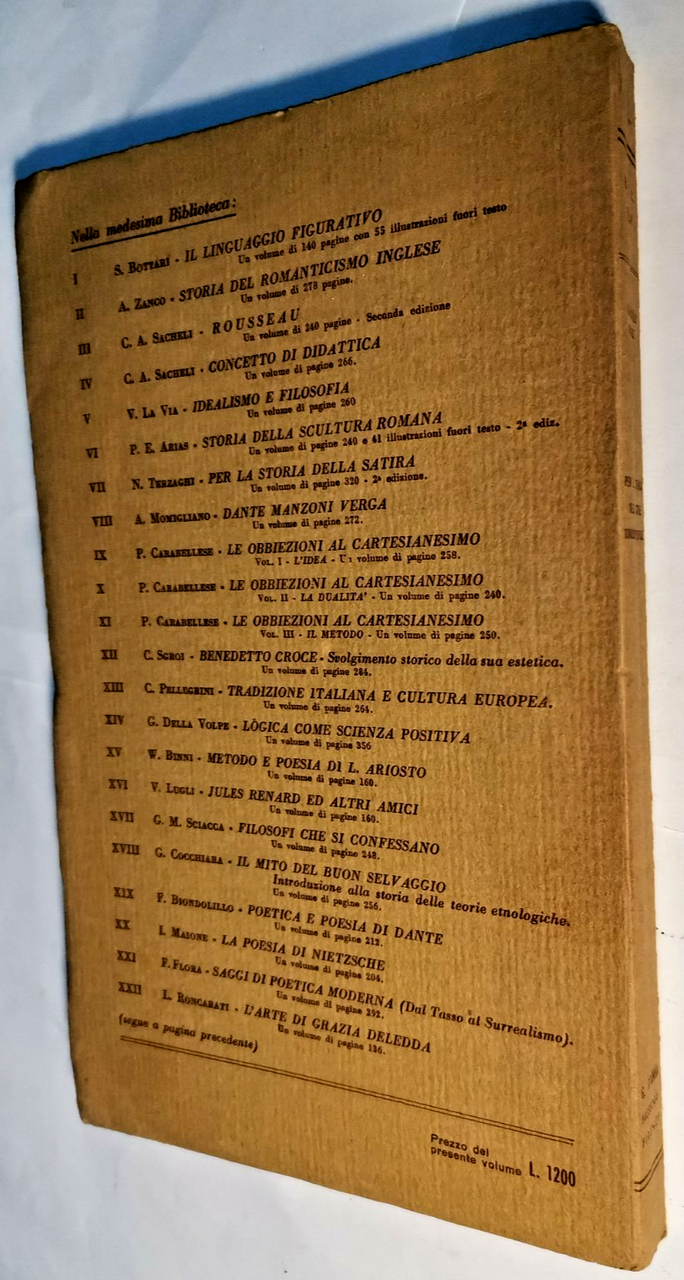 Nella medesima Biblioteca:
I S. Bottari - IL LINGUAGGIO FIGURATIVO
Un volume di 140 pagine con 55 illustrazioni fuori testo
II A. Zanco - STORIA DEL ROMANTICISMO INGLESE
Un volume di 278 pagine.
III C. A. Sacheli - ROUSSEAU
Un volume di 240 pagine - Seconda edizione
IV C. A. Sacheli - CONCETTO DI DIDATTICA
Un volume di pagine 266.
V V. La Via - IDEALISMO E FILOSOFIA
Un volume di pagine 260
VI P. E. Arias - STORIA DELLA SCULTURA ROMANA
Un volume di pagine 240 e 41 illustrazioni fuori testo - 2ª ediz.
VII N. Terzaghi - PER LA STORIA DELLA SATIRA
Un volume di pagine 320 - 2ª edizione.
VIII A. Momigliano - DANTE MANZONI VERGA
Un volume di pagine 272.
IX P. Carabellese - LE OBBIEZIONI AL CARTESIANESIMO
Vol. I - L'IDEA - Un volume di pagine 258.
X P. Carabellese - LE OBBIEZIONI AL CARTESIANESIMO
Vol. II - LA DUALITA' - Un volume di pagine 240.
XI P. Carabellese - LE OBBIEZIONI AL CARTESIANESIMO
Vol. III - IL METODO - Un volume di pagine 250.
XII C. Sgroi - BENEDETTO CROCE - Svolgimento storico della sua estetica.
Un volume di pagine 284.
XIII C. Pellegrini - TRADIZIONE ITALIANA E CULTURA EUROPEA.
Un volume di pagine 264.
XIV G. Della Volpe - LÒGICA COME SCIENZA POSITIVA
Un volume di pagine 356
XV W. Binni - METODO E POESIA DI L. ARIOSTO
Un volume di pagine 160.
XVI V. Lugli - JULES RENARD ED ALTRI AMICI
Un volume di pagine 160.
XVII G. M. Sciacca - FILOSOFI CHE SI CONFESSANO
Un volume di pagine 248.
XVIII G. Cocchiara - IL MITO DEL BUON SELVAGGIO
Introduzione alla storia delle teorie etnologiche.
Un volume di pagine 256.
XIX F. Biondolillo - POETICA E POESIA DI DANTE
Un volume di pagine 212.
XX I. Maione - LA POESIA DI NIETZSCHE
Un volume di pagine 204.
XXI F. Flora - SAGGI DI POETICA MODERNA (Dal Tasso al Surrealismo).
Un volume di pagine 292.
XXII L. Roncarati - L'ARTE DI GRAZIA DELEDDA
Un volume di pagine 136.
(segue a pagina precedente)
Prezzo del
presente volume L. 1200